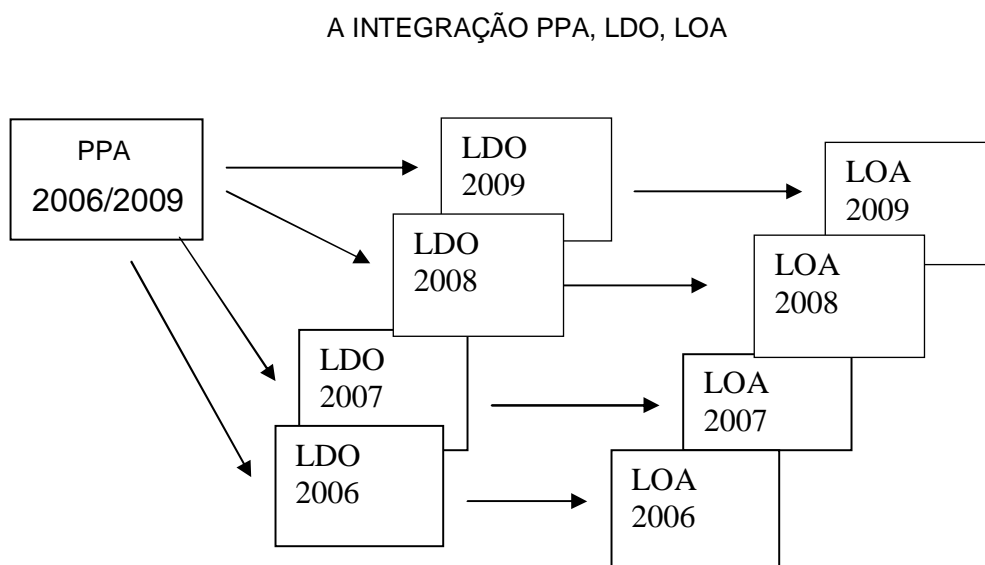 A INTEGRAÇÃO PPA, LDO, LOA
PPA
2006/2009
LDO
2009
LOA
2009
LDO
2008
LOA
2008
LDO
2007
LOA
2007
LDO
2006
LOA
2006